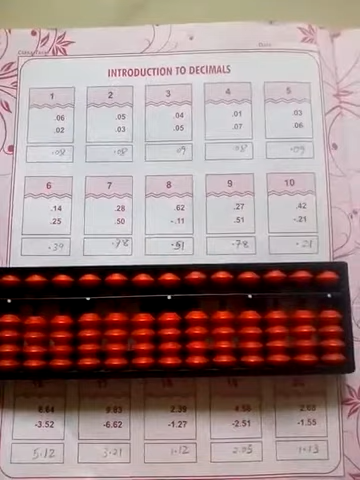 INTRODUCTION TO DECIMALS
1 2 3 4 5
.06 .05 .04 .01 .03
.02 .03 .05 .07 .06
.08 .08 .09 .08 .09
6 7 8 9 10
.14 .28 .62 .27 .42
.25 .50 -.11 .51 -.21
.39 .78 .51 .78 .21
8.64 9.83 2.39 4.56 2.68
-3.52 -6.62 -1.27 -2.51 -1.55
5.12 3.21 1.12 2.05 1.13